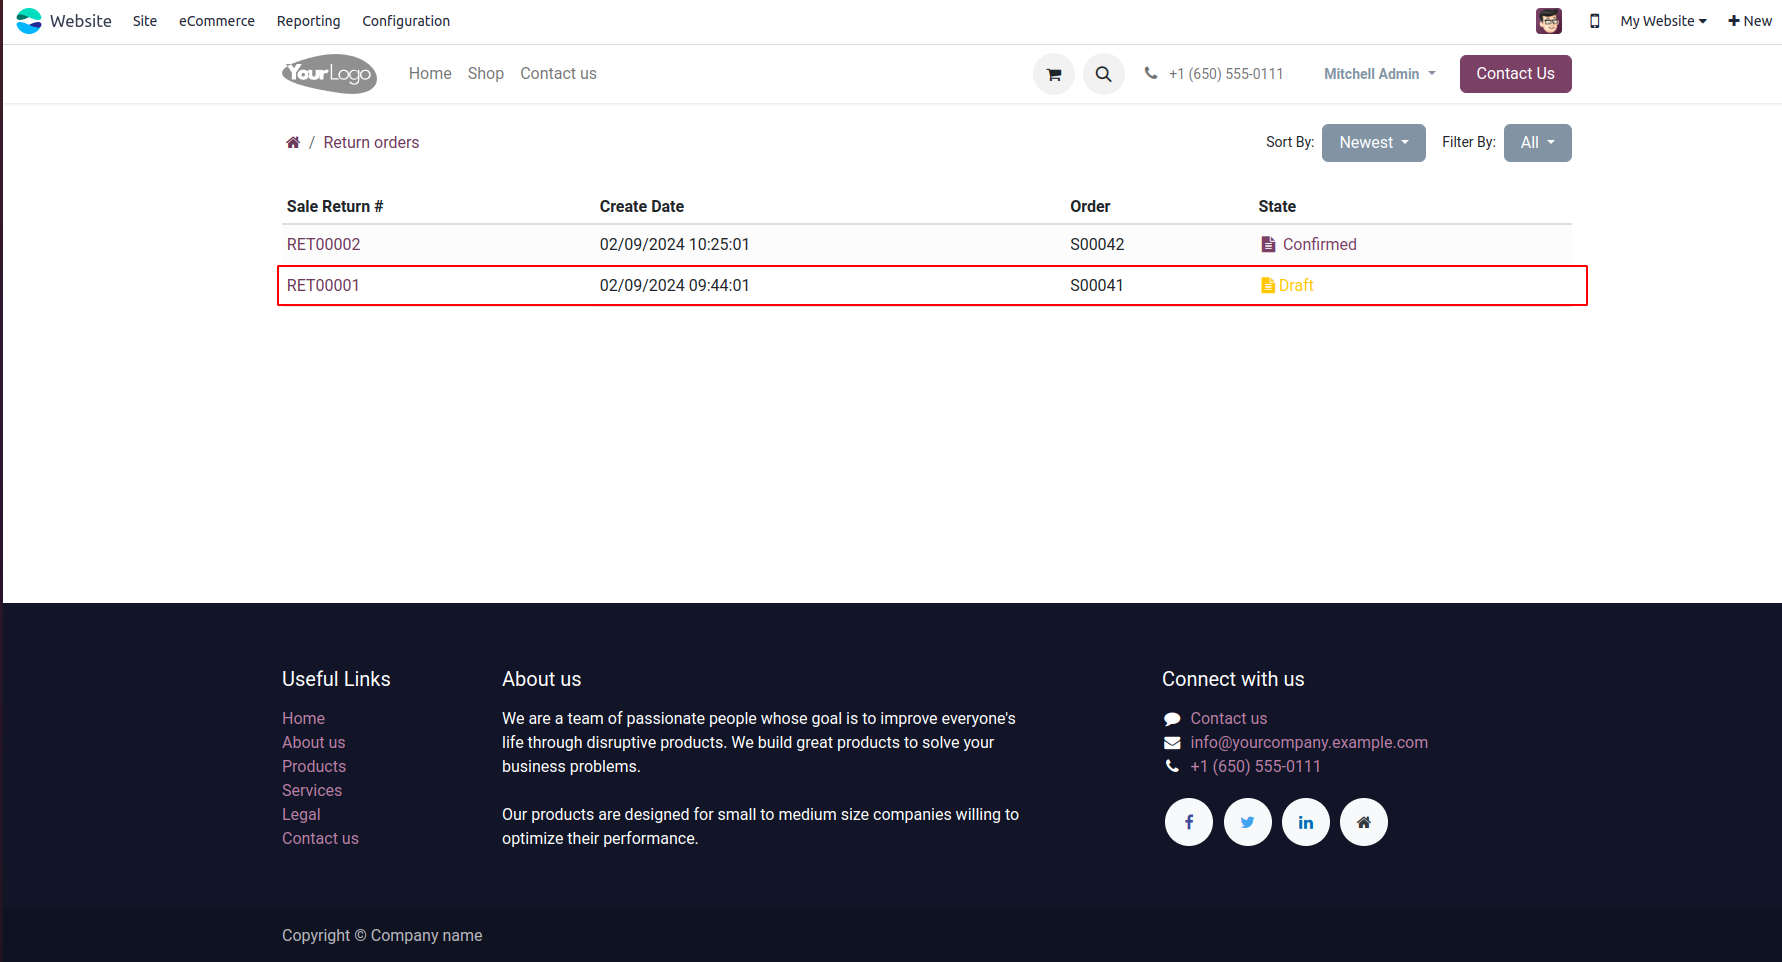 Website Site eCommerce Reporting Configuration My Website New
YourLogo Home Shop Contact us +1 (650) 555-0111 Mitchell Admin Contact Us
/ Return orders Sort By: Newest Filter By: All
Sale Return # Create Date Order State
RET00002 02/09/2024 10:25:01 S00042 Confirmed
RET00001 02/09/2024 09:44:01 S00041 Draft
Useful Links
Home
About us
Products
Services
Legal
Contact us
About us
We are a team of passionate people whose goal is to improve everyone's
life through disruptive products. We build great products to solve your
business problems.
Our products are designed for small to medium size companies willing to
optimize their performance.
Connect with us
Contact us
info@yourcompany.example.com
+1 (650) 555-0111
Copyright © Company name